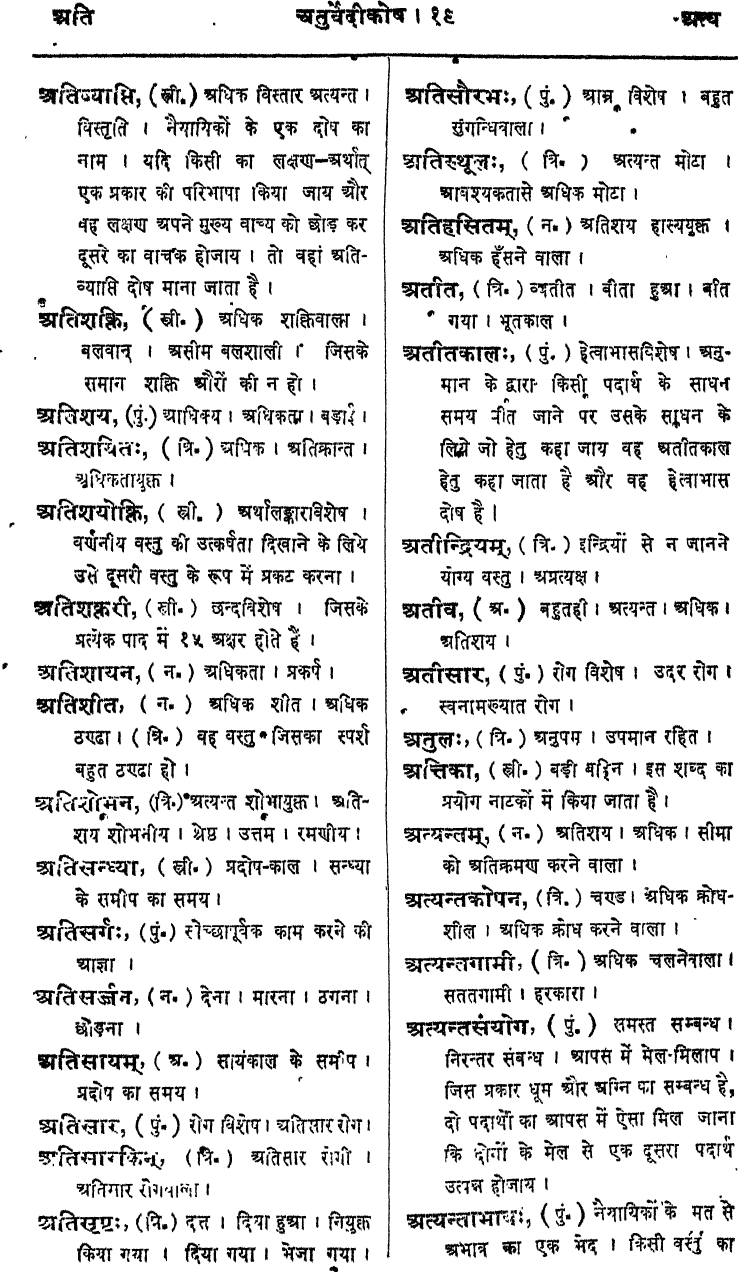 अति
चतुर्वेदीकोष । १९
अत्य
अतिव्याप्ति, (स्त्री.) अधिक विस्तार अत्यन्त ।
विस्तृति । नैयायिकों के एक दोष का
नाम । यदि किसी का लक्षण—अर्थात्
एक प्रकार की परिभाषा किया जाय और
वह लक्षण अपने मुख्य वाच्य को छोड़ कर
दूसरे का वाचक होजाय । तो वहां अति-
व्याप्ति दोष माना जाता है ।
अतिशक्ति, (स्त्री.) अधिक शक्तिवाला ।
बलवान् । असीम बलशाली । जिसके
समान शक्ति औरों की न हो ।
अतिशय, (पुं.) आधिक्य । अधिकता । बड़ाई ।
अतिशयितः, (त्रि.) अधिक । अतिक्रान्त ।
अधिकतायुक्त ।
अतिशयोक्ति, (स्त्री.) अर्थालङ्कारविशेष ।
वर्णनीय वस्तु की उत्कर्षता दिखाने के लिये
उसे दूसरी वस्तु के रूप में प्रकट करना ।
अतिशक्वरी, (स्त्री.) छन्दविशेष । जिसके
प्रत्येक पाद में १५ अक्षर होते हैं ।
अतिशायन, (न.) अधिकता । प्रकर्ष ।
अतिशीत, (न.) अधिक शीत । अधिक
ठण्ढा । (त्रि.) वह वस्तु जिसका स्पर्श
बहुत ठण्ढा हो ।
अतिशोभन, (त्रि.) अत्यन्त शोभायुक्त । अति-
शय शोभनीय । श्रेष्ठ । उत्तम । रमणीय ।
अतिसन्ध्या, (स्त्री.) प्रदोष-काल । सन्ध्या
के समीप का समय ।
अतिसर्गः, (पुं.) स्वेच्छापूर्वक काम करने की
आज्ञा ।
अतिसर्ज्जन, (न.) देना । मारना । ठगना ।
छोड़ना ।
अतिसायम्, (अ.) सायंकाल के समीप ।
प्रदोष का समय ।
अतिसार, (पुं.) रोग विशेष । अतिसार रोग ।
अतिसारकिन्, (त्रि.) अतिसार रोगी ।
अतिसार रोगवाला ।
अतिसृष्टः, (त्रि.) दत्त । दिया हुआ । नियुक्त
किया गया । दिया गया । भेजा गया ।
अतिसौरभः, (पुं.) आम्र विशेष । बहुत
सुगन्धिवाला ।
अतिस्थूलः, (त्रि.) अत्यन्त मोटा ।
आवश्यकतासे अधिक मोटा ।
अतिहसितम्, (न.) अतिशय हास्ययुक्त ।
अधिक हँसने वाला ।
अतीत, (त्रि.) व्यतीत । बीता हुआ । बीत
गया । भूतकाल ।
अतीतकालः, (पुं.) हेत्वाभासविशेष । अनु-
मान के द्वारा किसी पदार्थ के साधन
समय बीत जाने पर उसके साधन के
लिये जो हेतु कहा जाय वह अतीतकाल
हेतु कहा जाता है और वह हेत्वाभास
दोष है ।
अतीन्द्रियम्, (त्रि.) इन्द्रियों से न जानने
योग्य वस्तु । अप्रत्यक्ष ।
अतीव, (अ.) बहुतही । अत्यन्त । अधिक ।
अतिशय ।
अतीसार, (पुं.) रोग विशेष । उदर रोग ।
स्वनामख्यात रोग ।
अतुलः, (त्रि.) अनुपम । उपमान रहित ।
अत्तिका, (स्त्री.) बड़ी बहिन । इस शब्द का
प्रयोग नाटकों में किया जाता है ।
अत्यन्तम्, (न.) अतिशय । अधिक । सीमा
को अतिक्रमण करने वाला ।
अत्यन्तकोपन, (त्रि.) चण्ड । अधिक क्रोध-
शील । अधिक क्रोध करने वाला ।
अत्यन्तगामी, (त्रि.) अधिक चलनेवाला ।
सततगामी । हरकारा ।
अत्यन्तसंयोग, (पुं.) समस्त सम्बन्ध ।
निरन्तर संबन्ध । आपस में मेल-मिलाप ।
जिस प्रकार धूम और अग्नि का सम्बन्ध है,
दो पदार्थों का आपस में ऐसा मिल जाना
कि दोनों के मेल से एक दूसरा पदार्थ
उत्पन्न होजाय ।
अत्यन्ताभावः, (पुं.) नैयायिकों के मत से
अभाव का एक भेद । किसी वस्तु का